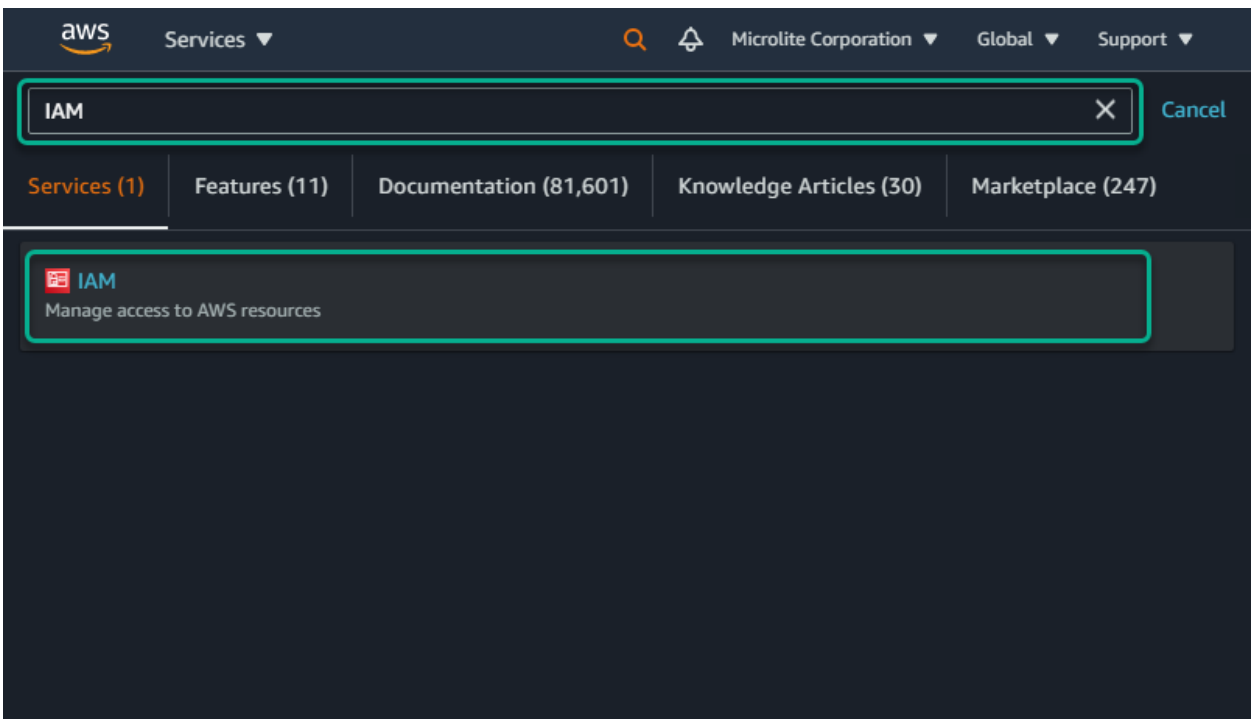 aws Services ▼ Microlite Corporation ▼ Global ▼ Support ▼
IAM Cancel
Services (1) Features (11) Documentation (81,601) Knowledge Articles (30) Marketplace (247)
IAM
Manage access to AWS resources